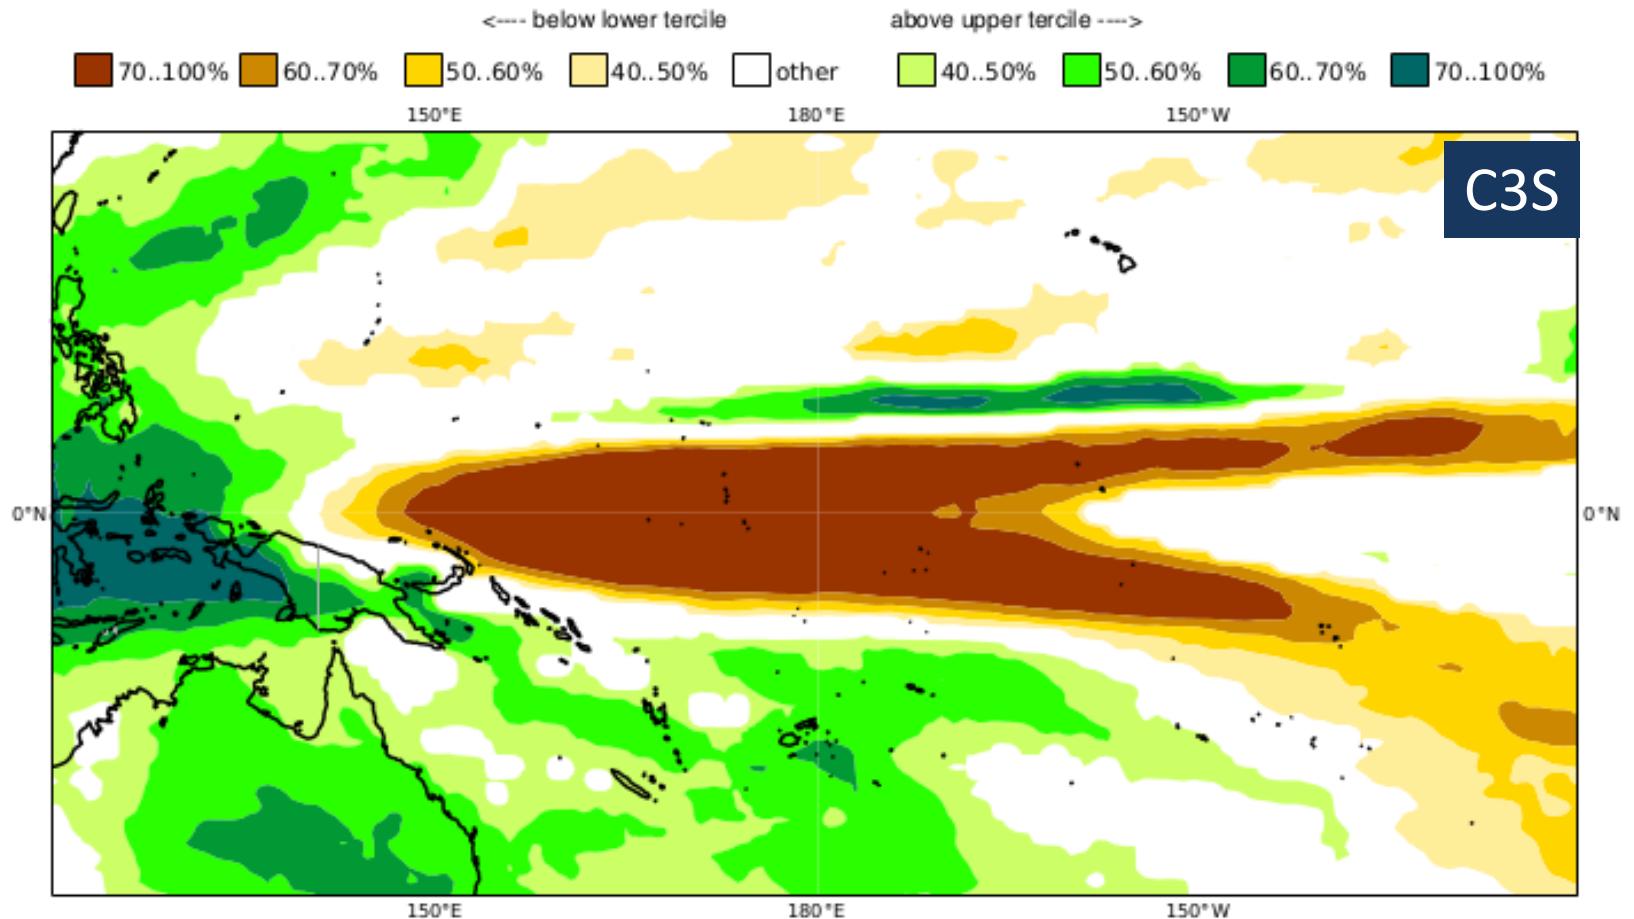 <---- below lower tercile above upper tercile ---->
70..100% 60..70% 50..60% 40..50% other 40..50% 50..60% 60..70% 70..100%
150°E 180°E 150°W
C3S
0°N 0°N
150°E 180°E 150°W